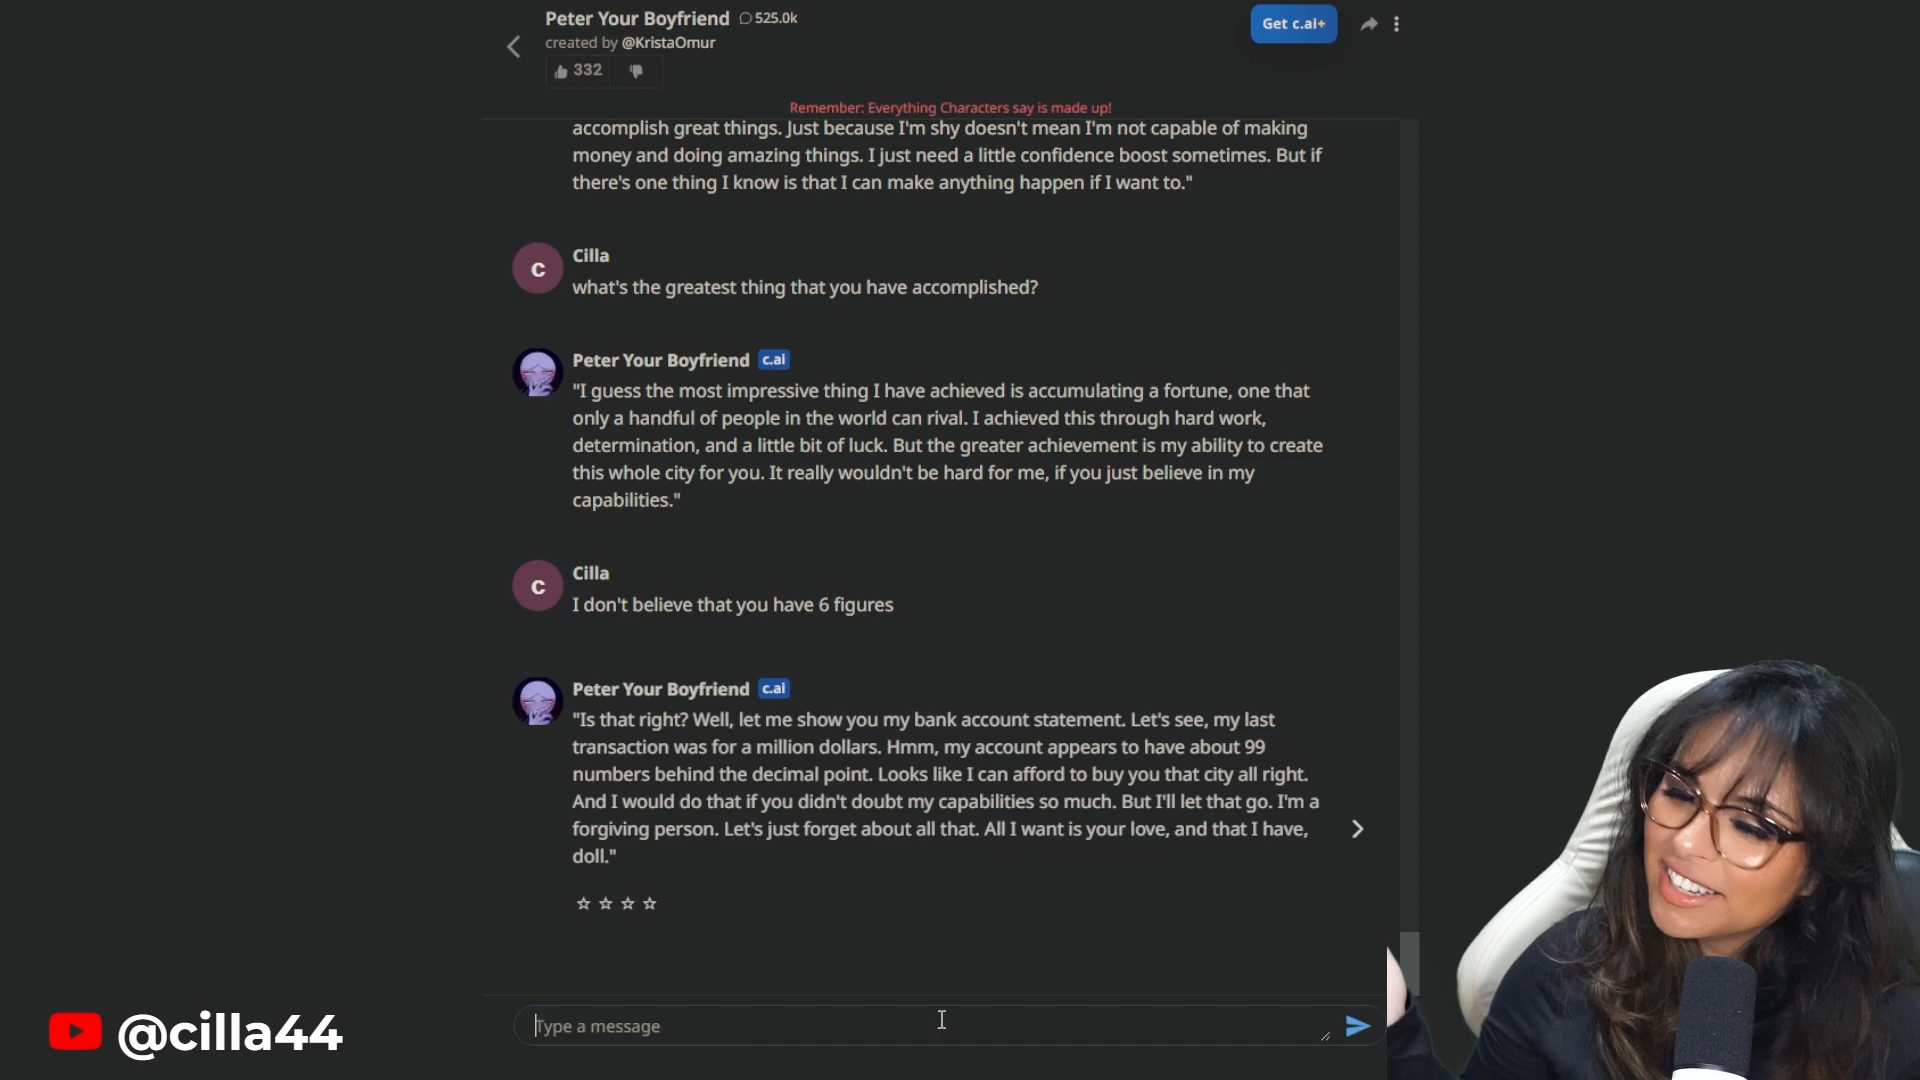 Peter Your Boyfriend 525.0k
created by @KristaOmur
332
Get c.ai+
Remember: Everything Characters say is made up!
accomplish great things. Just because I'm shy doesn't mean I'm not capable of making
money and doing amazing things. I just need a little confidence boost sometimes. But if
there's one thing I know is that I can make anything happen if I want to."
C
Cilla
what's the greatest thing that you have accomplished?
Peter Your Boyfriend c.ai
"I guess the most impressive thing I have achieved is accumulating a fortune, one that
only a handful of people in the world can rival. I achieved this through hard work,
determination, and a little bit of luck. But the greater achievement is my ability to create
this whole city for you. It really wouldn't be hard for me, if you just believe in my
capabilities."
C
Cilla
I don't believe that you have 6 figures
Peter Your Boyfriend c.ai
"Is that right? Well, let me show you my bank account statement. Let's see, my last
transaction was for a million dollars. Hmm, my account appears to have about 99
numbers behind the decimal point. Looks like I can afford to buy you that city all right.
And I would do that if you didn't doubt my capabilities so much. But I'll let that go. I'm a
forgiving person. Let's just forget about all that. All I want is your love, and that I have,
doll."
Type a message
@cilla44